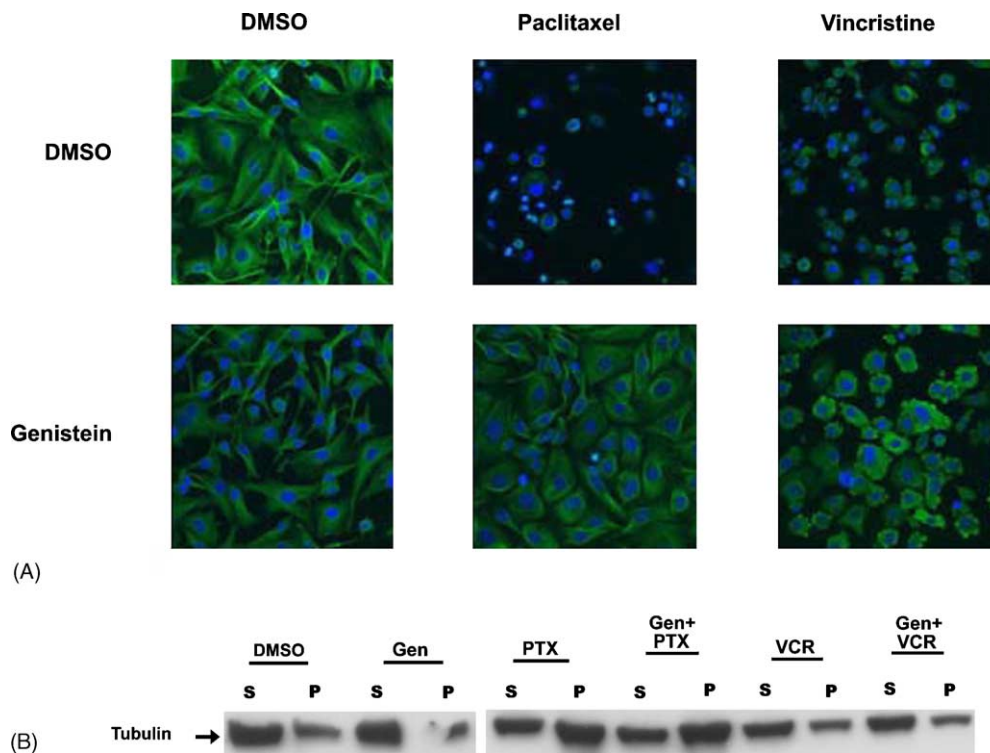 DMSO Paclitaxel Vincristine
DMSO
Genistein
(A)
DMSO Gen PTX Gen+ PTX VCR Gen+ VCR
S P S P S P S P S P S P
Tubulin
(B)